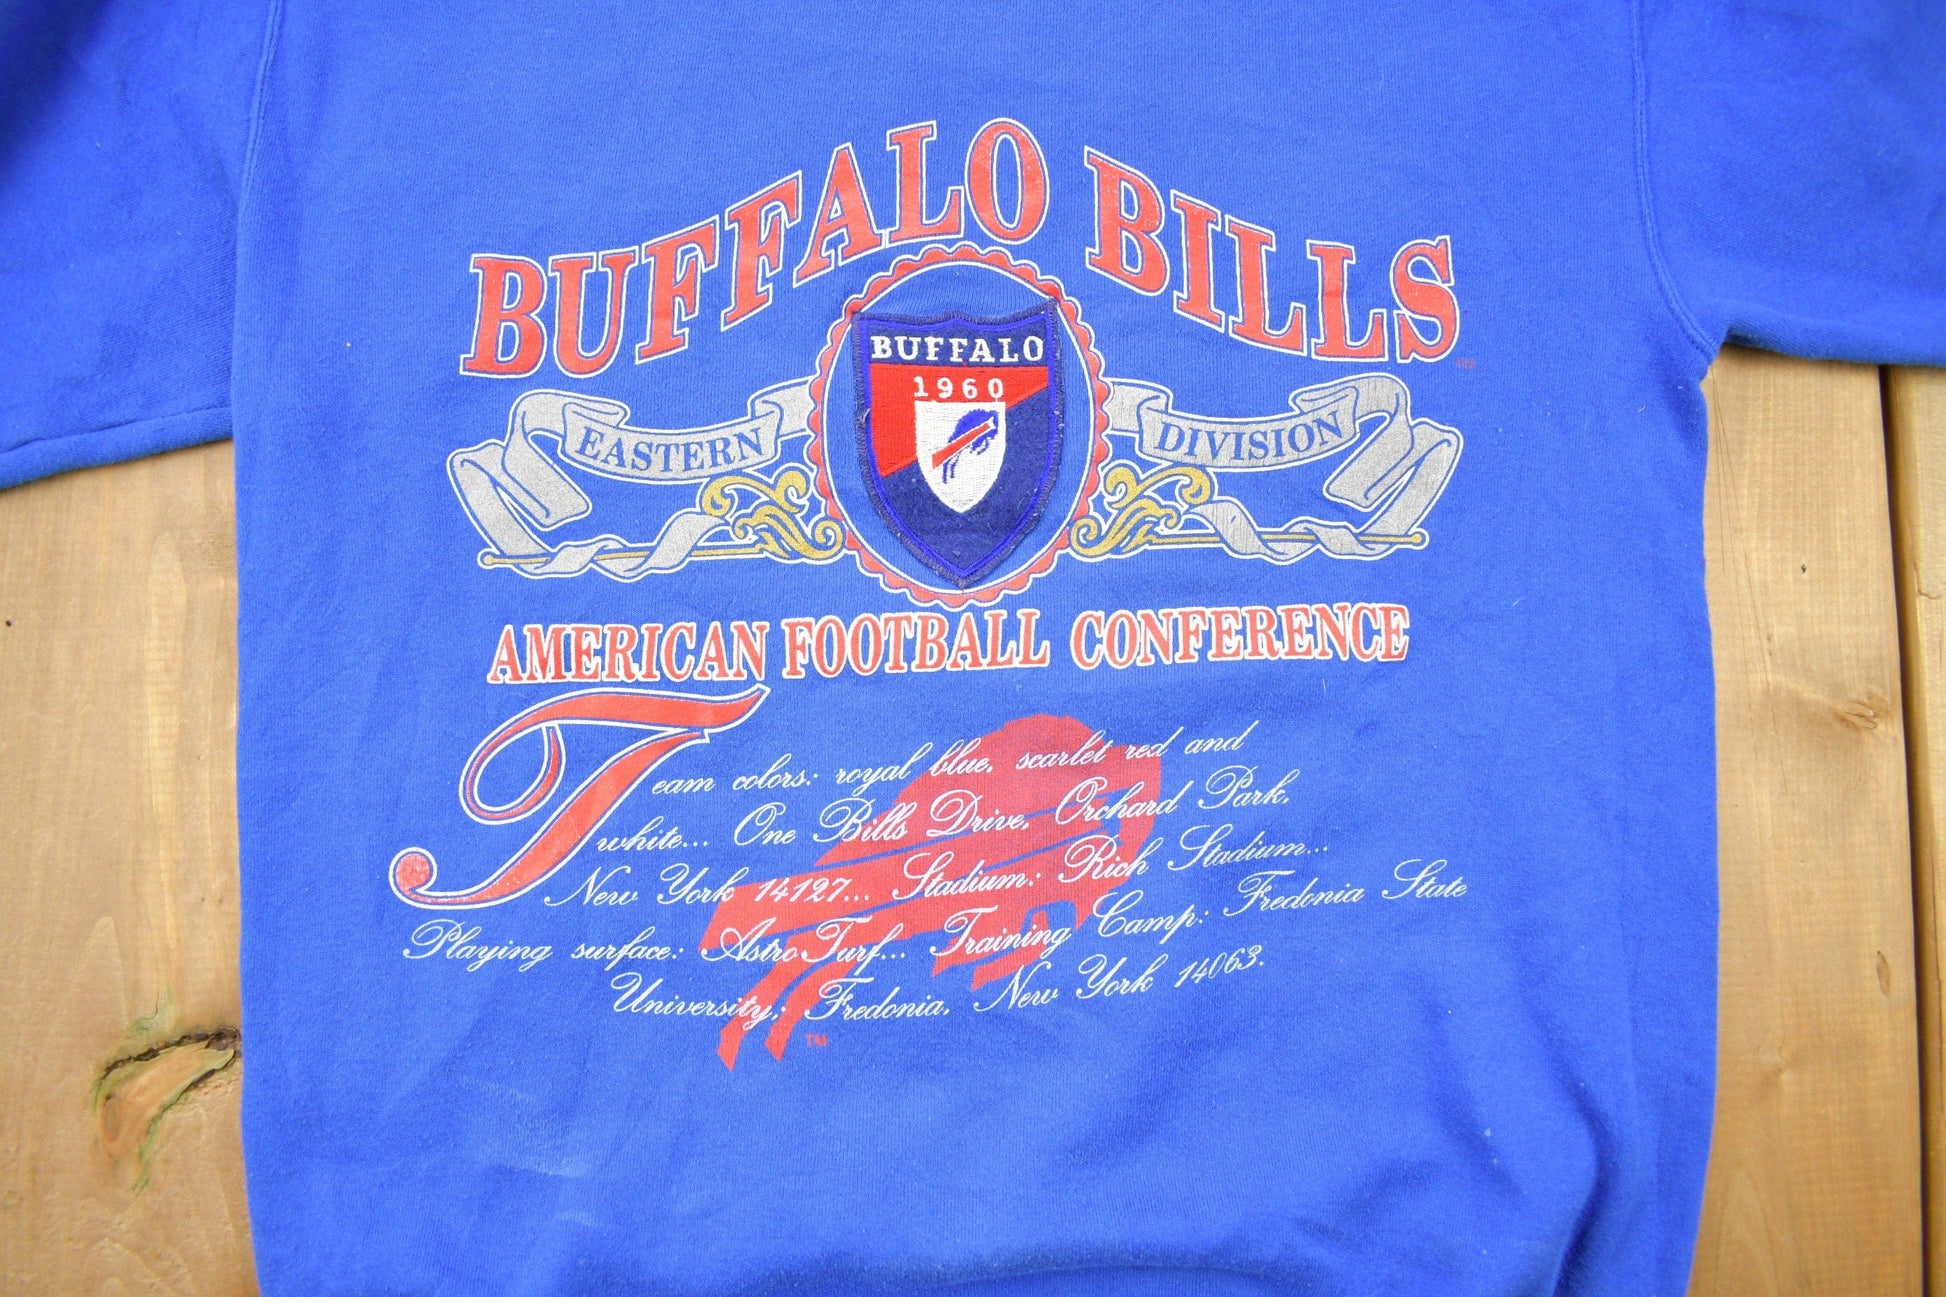 BUFFALO BILLS
BUFFALO
1960
EASTERN DIVISION
AMERICAN FOOTBALL CONFERENCE
Team colors: royal blue, scarlet red and
white... One Bills Drive, Orchard Park,
New York 14127... Stadium: Rich Stadium...
Playing surface: AstroTurf... Training Camp: Fredonia State
University; Fredonia, New York 14063.
TM